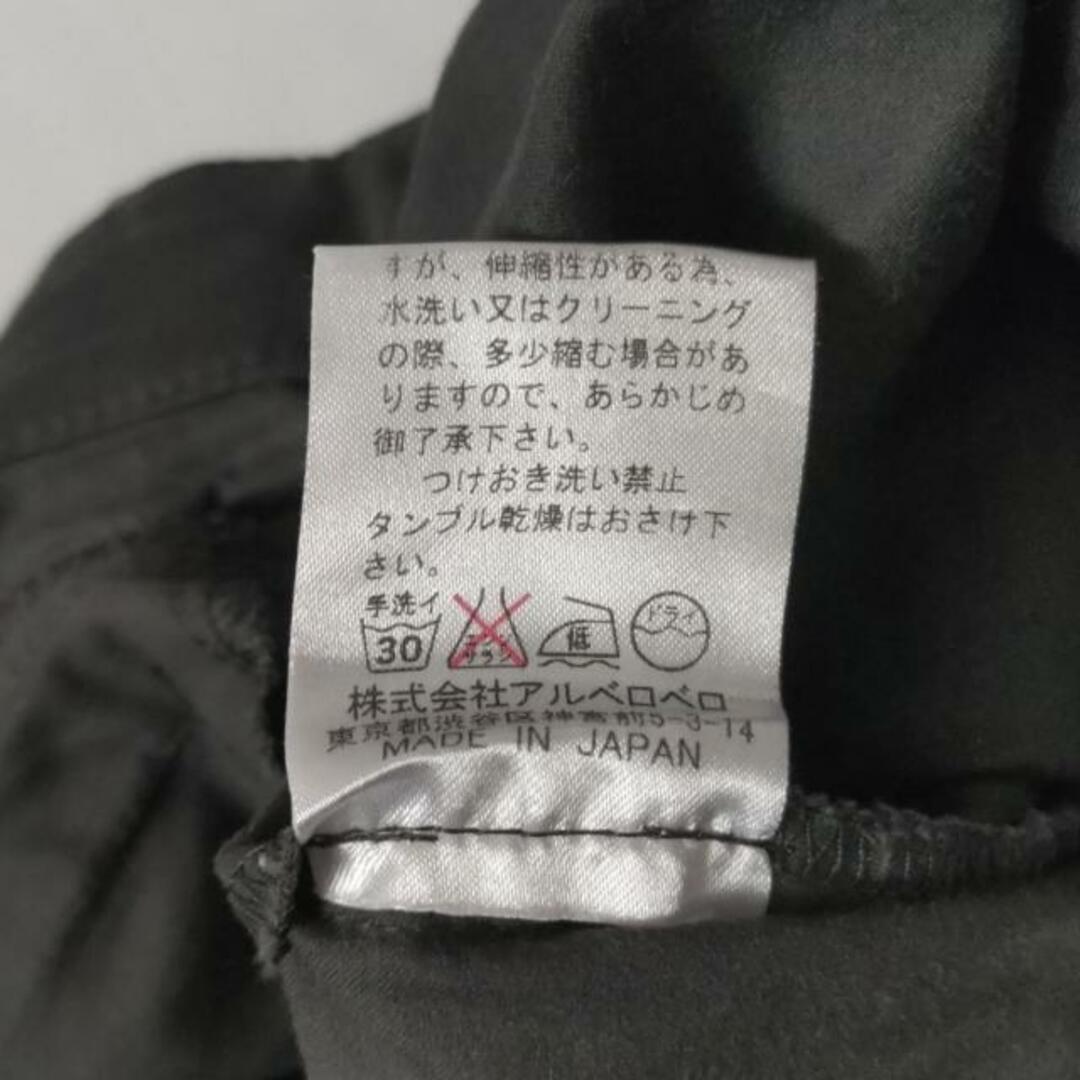 すが、伸縮性がある為、
水洗い又はクリーニング
の際、多少縮む場合があ
りますので、あらかじめ
御了承下さい。
つけおき洗い禁止
タンブル乾燥はおさけ下
さい。
手洗イ
30
エンソ
サラシ
低
ドライ
株式会社アルベロベロ
東京都渋谷区神宮前5-3-14
MADE IN JAPAN